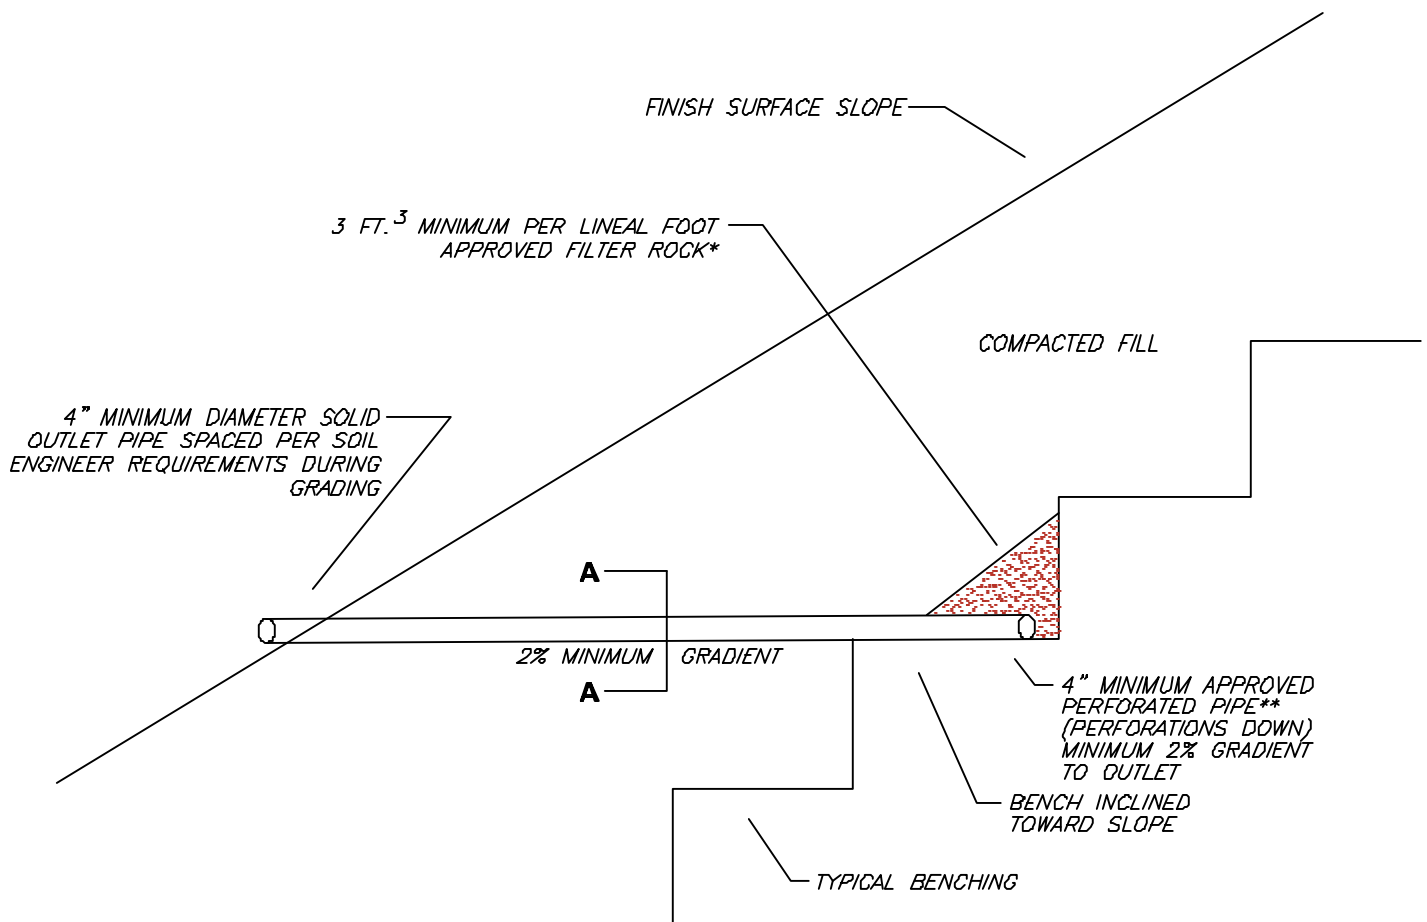 FINISH SURFACE SLOPE
3 FT.³ MINIMUM PER LINEAL FOOT
APPROVED FILTER ROCK*
COMPACTED FILL
4" MINIMUM DIAMETER SOLID
OUTLET PIPE SPACED PER SOIL
ENGINEER REQUIREMENTS DURING
GRADING
A
2% MINIMUM GRADIENT
A
4" MINIMUM APPROVED
PERFORATED PIPE**
(PERFORATIONS DOWN)
MINIMUM 2% GRADIENT
TO OUTLET
BENCH INCLINED
TOWARD SLOPE
TYPICAL BENCHING